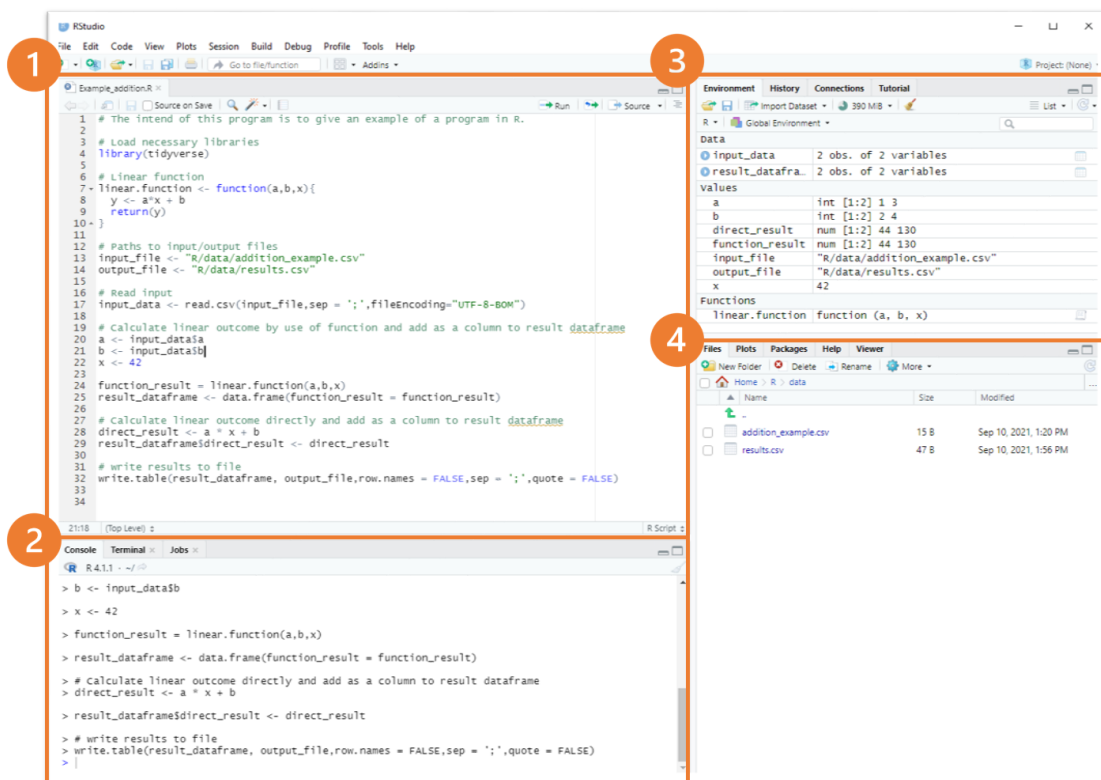 RStudio
File Edit Code View Plots Session Build Debug Profile Tools Help
1
Go to file/function
Addins
3
Project: (None)
Example_addition.R
Source on Save
Run
Source
1 # The intend of this program is to give an example of a program in R.
2
3 # Load necessary libraries
4 library(tidyverse)
5
6 # Linear function
7 linear.function <- function(a,b,x){
8 y <- a*x + b
9 return(y)
10 }
11
12 # Paths to input/output files
13 input_file <- "R/data/addition_example.csv"
14 output_file <- "R/data/results.csv"
15
16 # Read input
17 input_data <- read.csv(input_file,sep = ';',fileEncoding="UTF-8-BOM")
18
19 # Calculate linear outcome by use of function and add as a column to result dataframe
20 a <- input_data$a
21 b <- input_data$b
22 x <- 42
23
24 function_result = linear.function(a,b,x)
25 result_dataframe <- data.frame(function_result = function_result)
26
27 # Calculate linear outcome directly and add as a column to result dataframe
28 direct_result <- a * x + b
29 result_dataframe$direct_result <- direct_result
30
31 # write results to file
32 write.table(result_dataframe, output_file,row.names = FALSE,sep = ';',quote = FALSE)
33
34
21:18 (Top Level) R Script
2
Console Terminal Jobs
R 4.1.1 · ~/
> b <- input_data$b
> x <- 42
> function_result = linear.function(a,b,x)
> result_dataframe <- data.frame(function_result = function_result)
> # Calculate linear outcome directly and add as a column to result dataframe
> direct_result <- a * x + b
> result_dataframe$direct_result <- direct_result
> # write results to file
> write.table(result_dataframe, output_file,row.names = FALSE,sep = ';',quote = FALSE)
>
Environment History Connections Tutorial
Import Dataset 390 MiB List
R Global Environment
Data
input_data 2 obs. of 2 variables
result_datafra… 2 obs. of 2 variables
Values
a int [1:2] 1 3
b int [1:2] 2 4
direct_result num [1:2] 44 130
function_result num [1:2] 44 130
input_file "R/data/addition_example.csv"
output_file "R/data/results.csv"
x 42
Functions
linear.function function (a, b, x)
4
Files Plots Packages Help Viewer
New Folder Delete Rename More
Home R data ...
Name Size Modified
..
addition_example.csv 15 B Sep 10, 2021, 1:20 PM
results.csv 47 B Sep 10, 2021, 1:56 PM